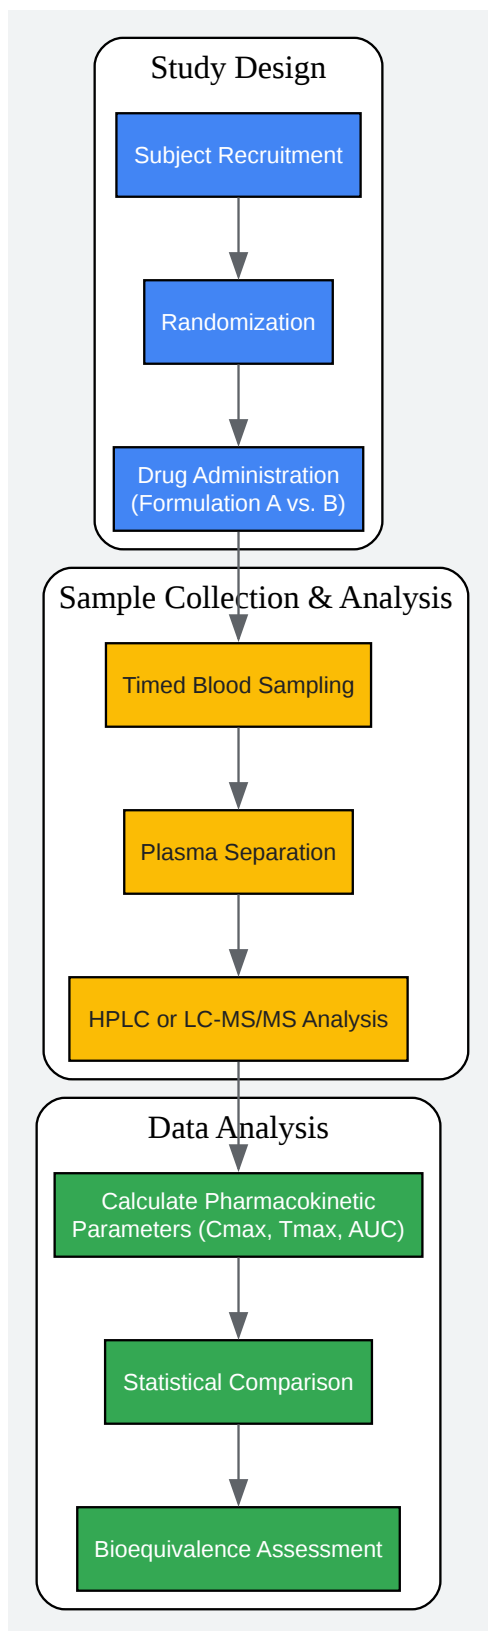 Study Design
Subject Recruitment
Randomization
Drug Administration
(Formulation A vs. B)
Sample Collection & Analysis
Timed Blood Sampling
Plasma Separation
HPLC or LC-MS/MS Analysis
Data Analysis
Calculate Pharmacokinetic
Parameters (Cmax, Tmax, AUC)
Statistical Comparison
Bioequivalence Assessment